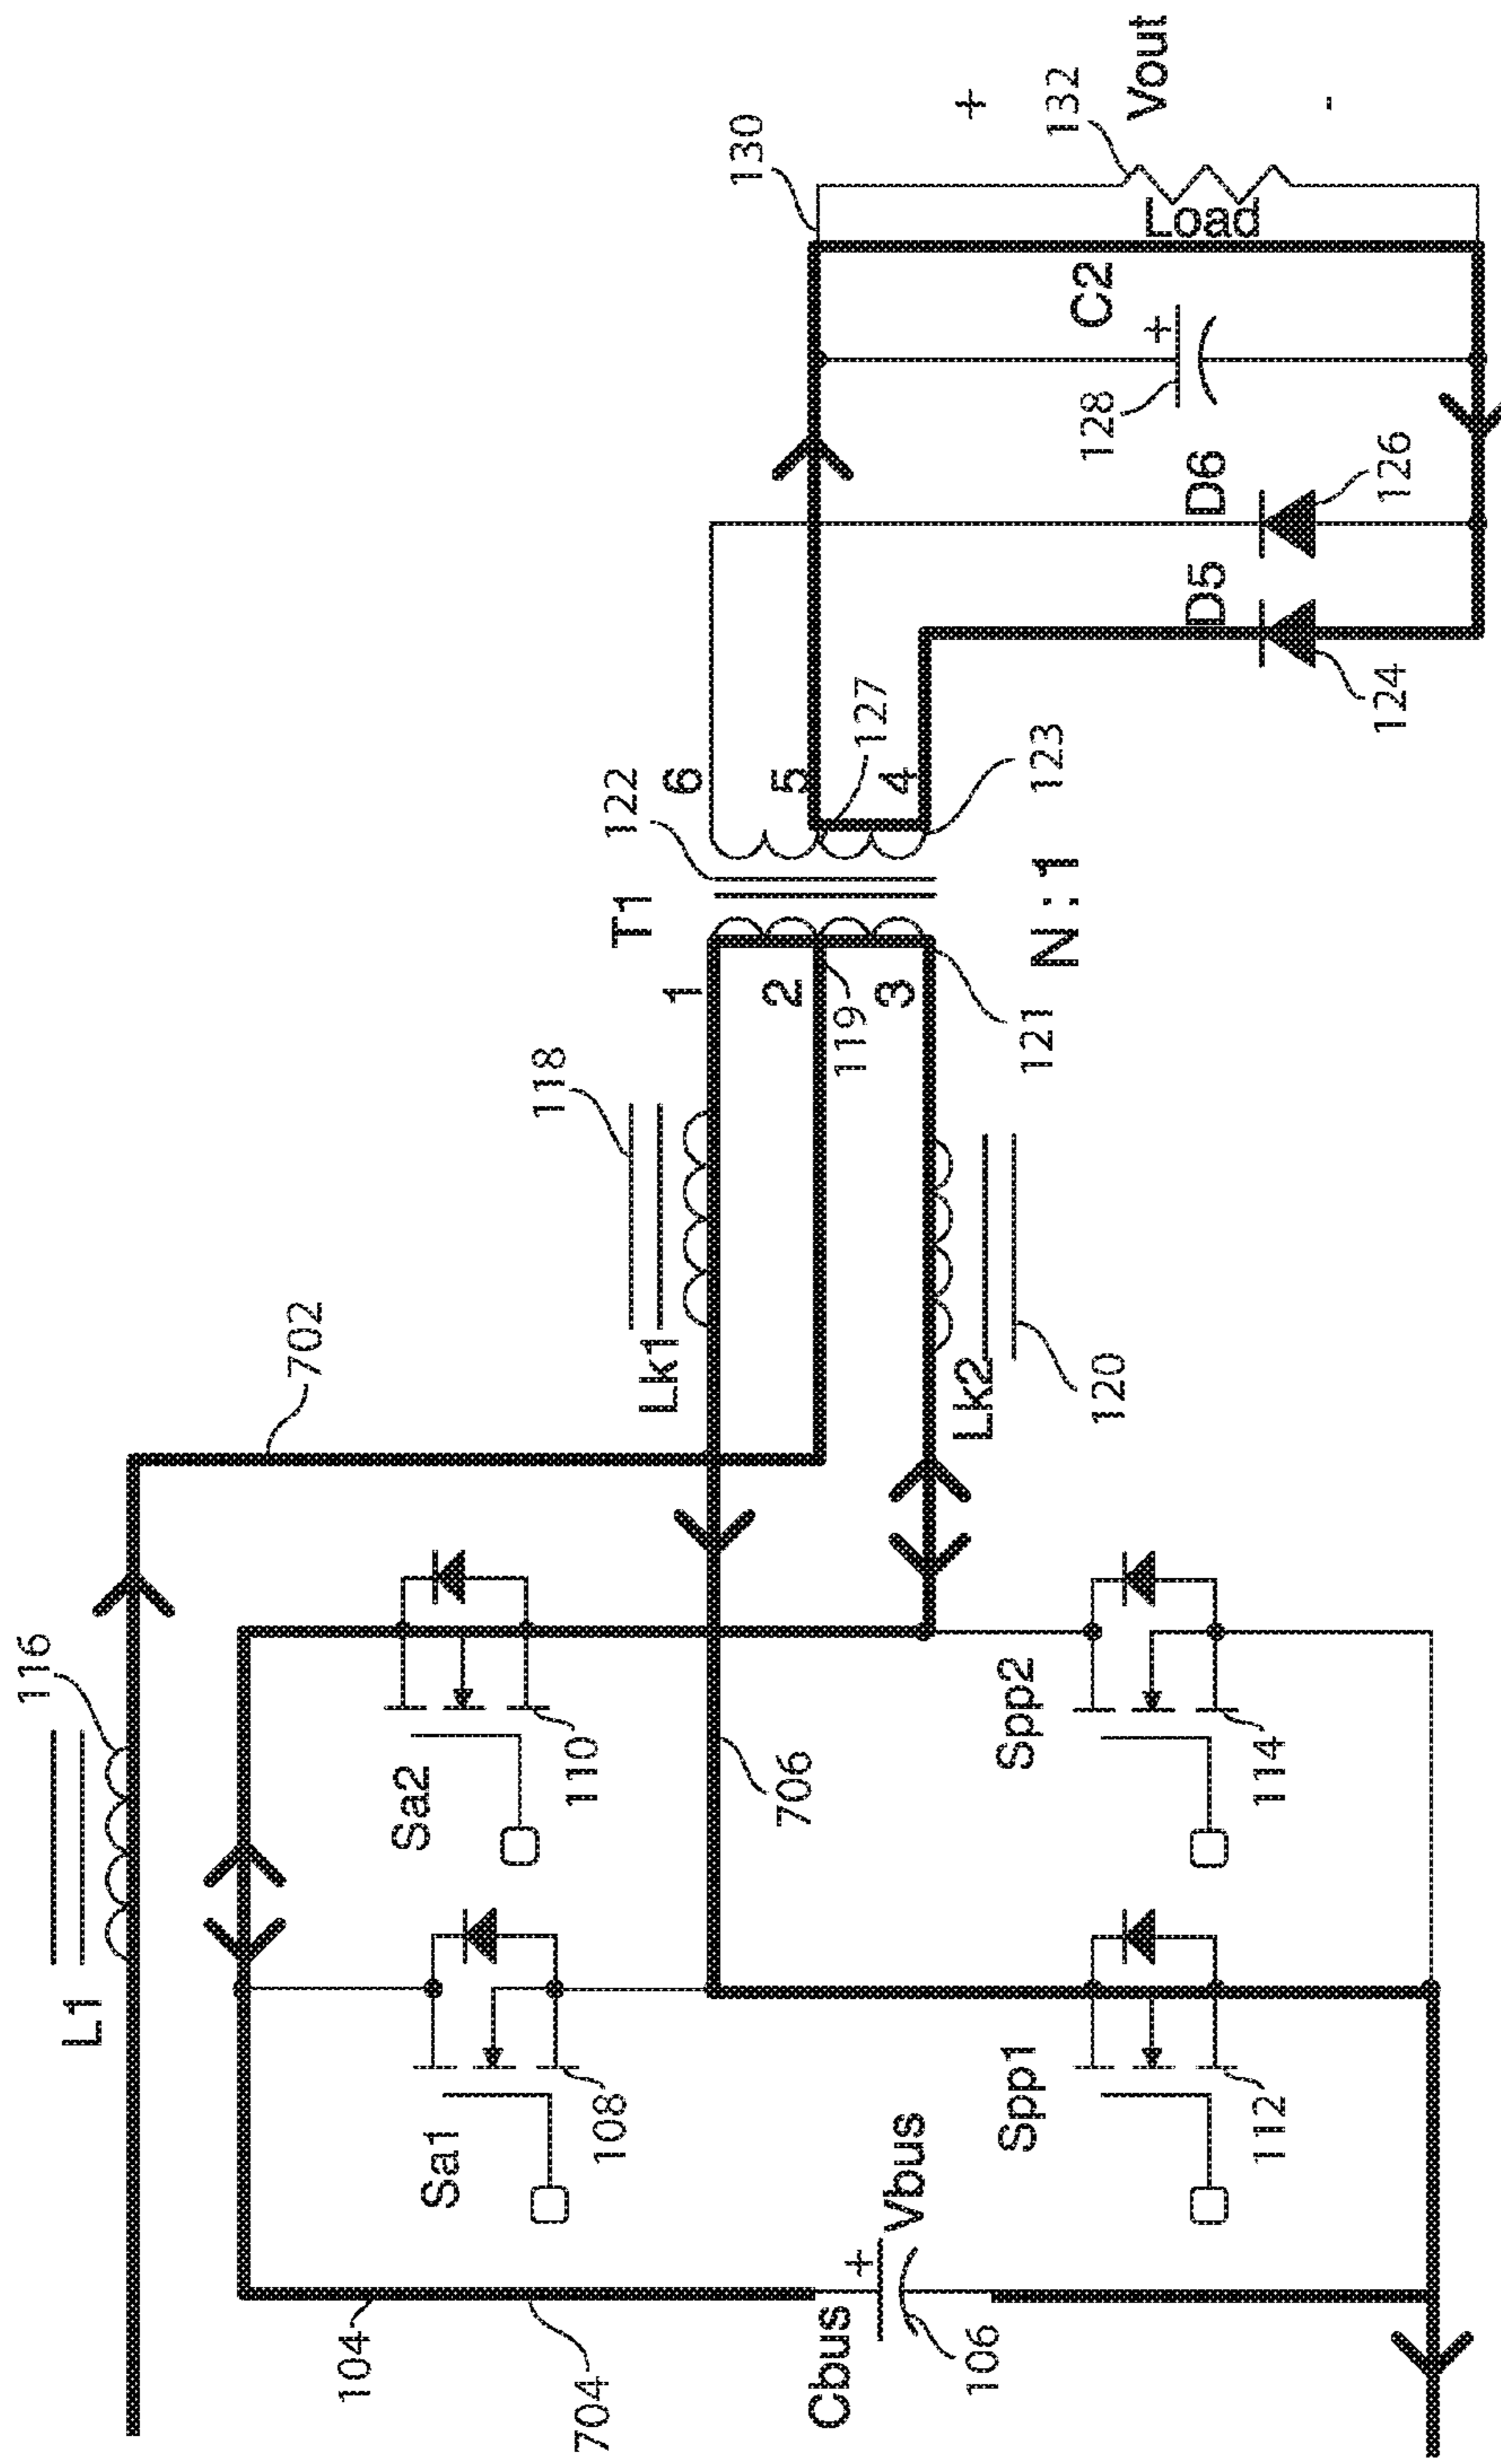 L1
116
702
104
704
Sa1
108
Sa2
110
Cbus
+
Vbus
106
706
Spp1
112
Spp2
114
Lk1
118
Lk2
120
T1
122
1
2
3
119
121
N : 1
6
5
4
127
123
D5
124
D6
126
C2
+
128
130
Load
132
+
Vout
-